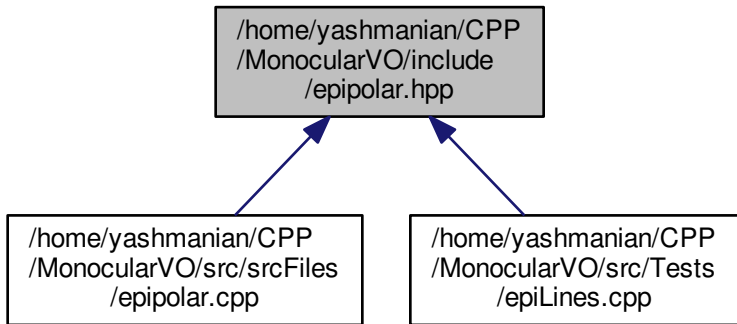 /home/yashmanian/CPP
/MonocularVO/include
/epipolar.hpp
/home/yashmanian/CPP
/MonocularVO/src/srcFiles
/epipolar.cpp
/home/yashmanian/CPP
/MonocularVO/src/Tests
/epiLines.cpp